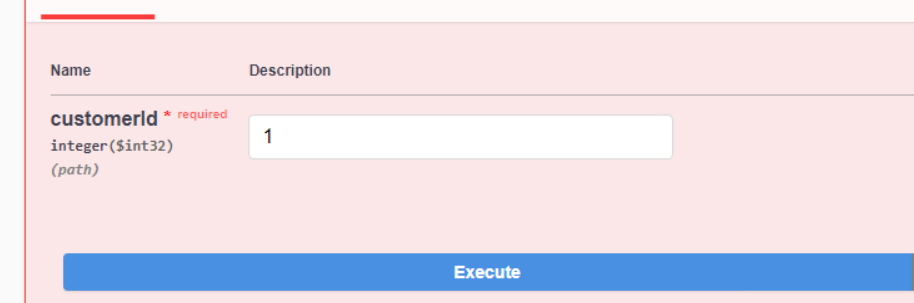 Name Description
customerId * required
1
integer($int32)
(path)
Execute